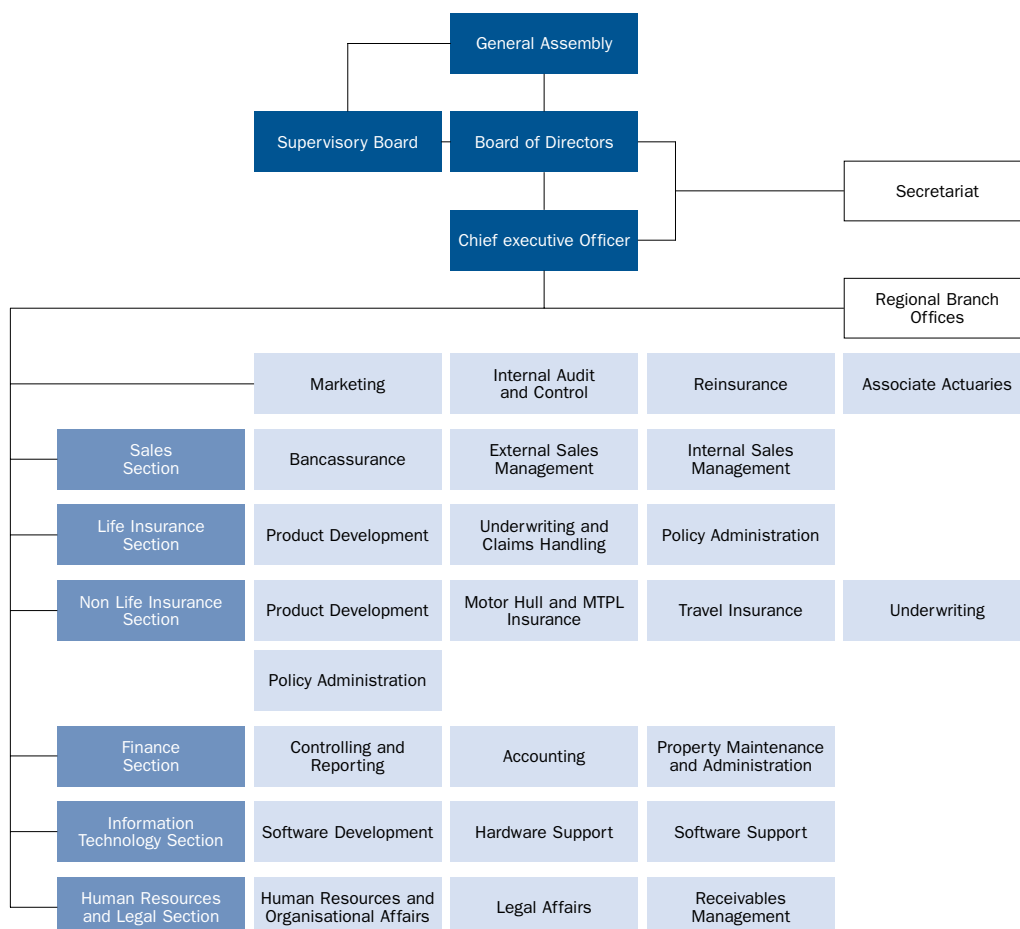 General Assembly
Supervisory Board
Board of Directors
Secretariat
Chief executive Officer
Regional Branch
Offices
Marketing
Internal Audit
and Control
Reinsurance
Associate Actuaries
Sales
Section
Bancassurance
External Sales
Management
Internal Sales
Management
Life Insurance
Section
Product Development
Underwriting and
Claims Handling
Policy Administration
Non Life Insurance
Section
Product Development
Motor Hull and MTPL
Insurance
Travel Insurance
Underwriting
Policy Administration
Finance
Section
Controlling and
Reporting
Accounting
Property Maintenance
and Administration
Information
Technology Section
Software Development
Hardware Support
Software Support
Human Resources
and Legal Section
Human Resources and
Organisational Affairs
Legal Affairs
Receivables
Management